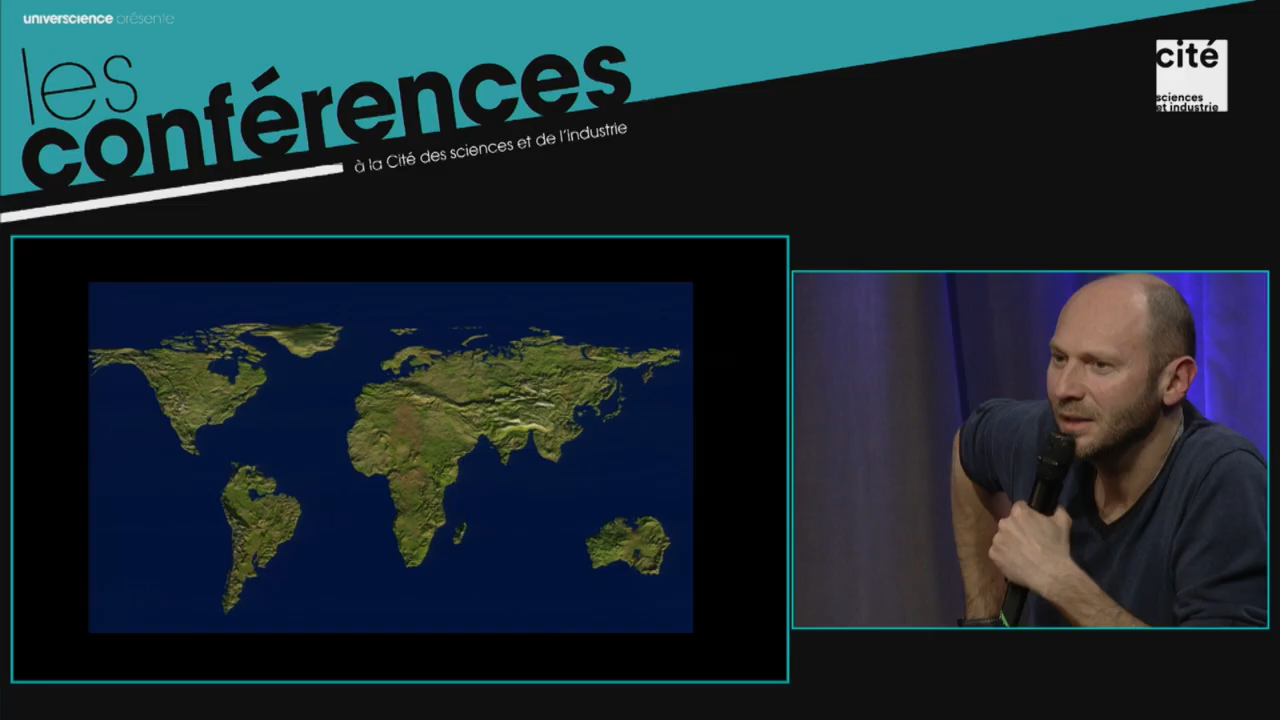 universcience présente
les
conférences
à la Cité des sciences et de l'industrie
cité
sciences
et industrie